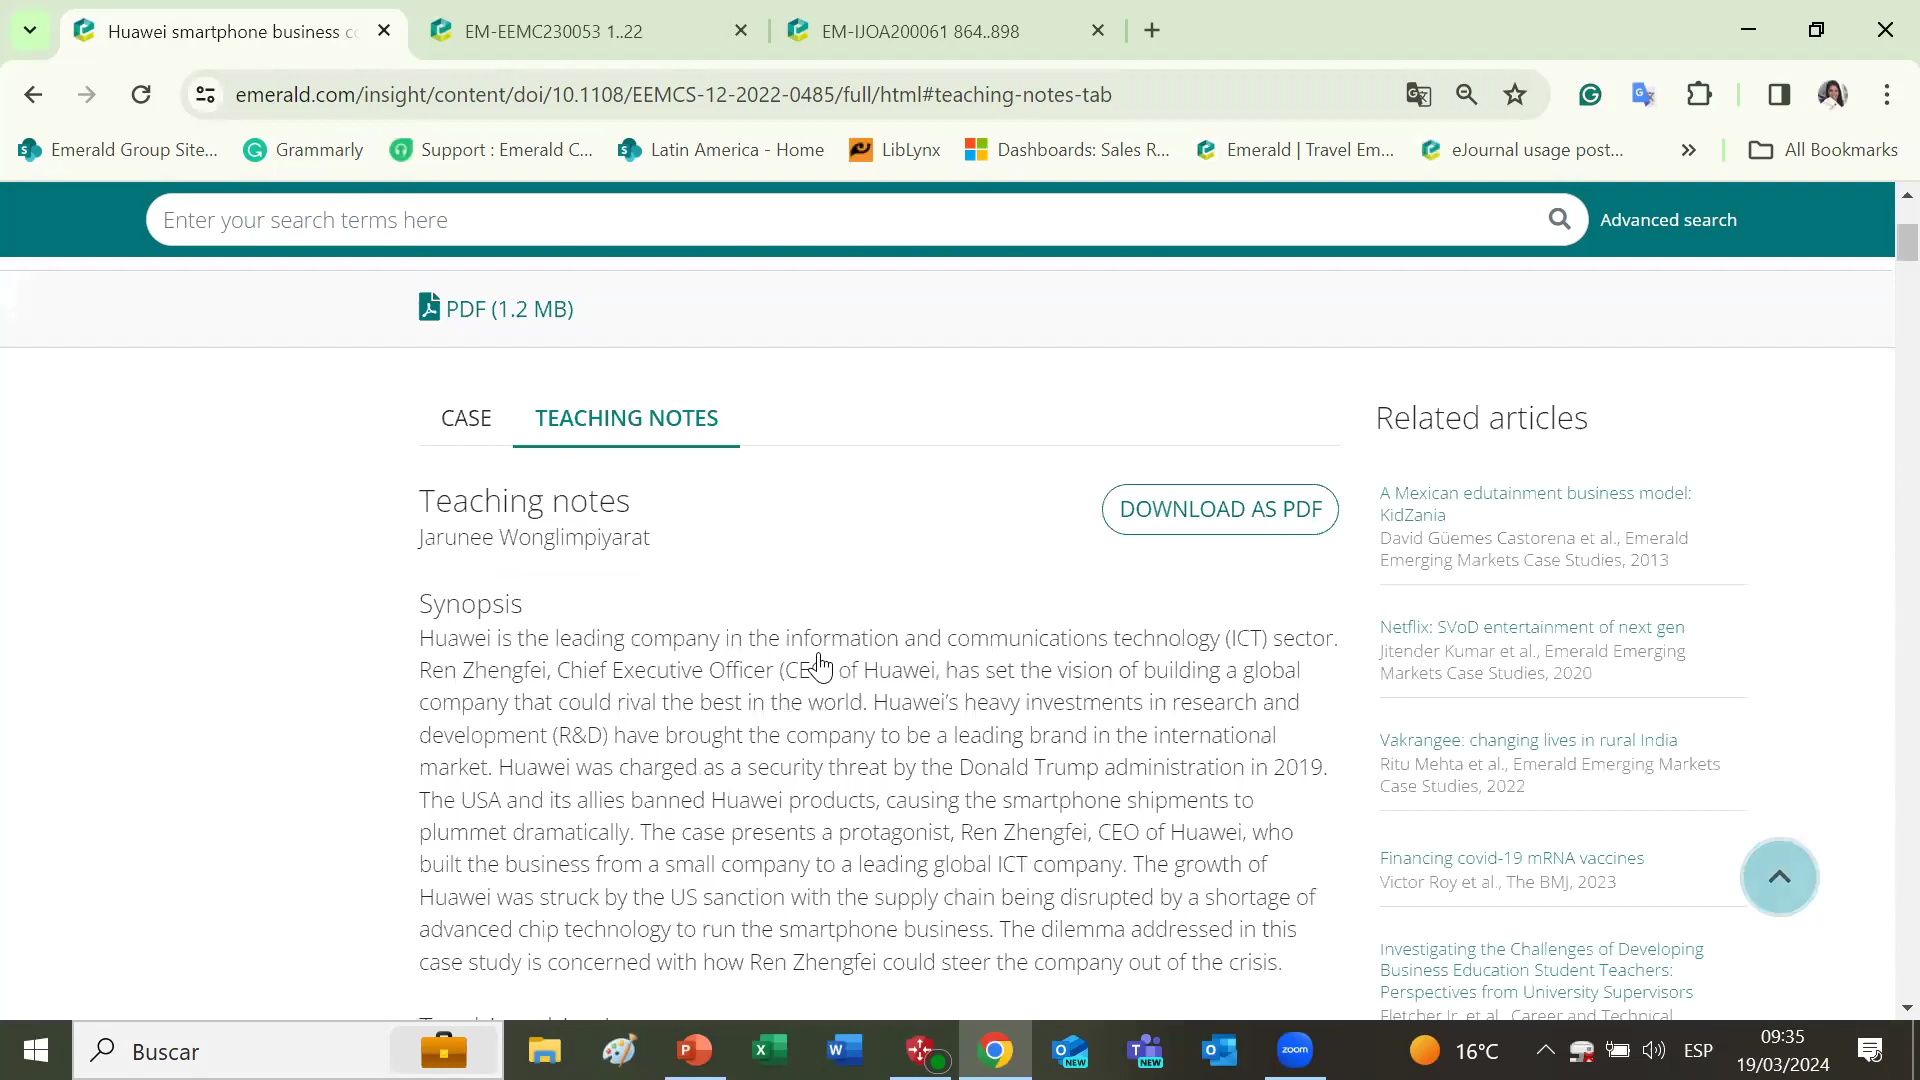 Huawei smartphone business co
EM-EEMC230053 1..22
EM-IJOA200061 864..898
emerald.com/insight/content/doi/10.1108/EEMCS-12-2022-0485/full/html#teaching-notes-tab
Emerald Group Site...
Grammarly
Support : Emerald C...
Latin America - Home
LibLynx
Dashboards: Sales R...
Emerald | Travel Em...
eJournal usage post...
All Bookmarks
Enter your search terms here
Advanced search
PDF (1.2 MB)
CASE
TEACHING NOTES
Teaching notes
Jarunee Wonglimpiyarat
DOWNLOAD AS PDF
Synopsis
Huawei is the leading company in the information and communications technology (ICT) sector.
Ren Zhengfei, Chief Executive Officer (CE of Huawei, has set the vision of building a global
company that could rival the best in the world. Huawei's heavy investments in research and
development (R&D) have brought the company to be a leading brand in the international
market. Huawei was charged as a security threat by the Donald Trump administration in 2019.
The USA and its allies banned Huawei products, causing the smartphone shipments to
plummet dramatically. The case presents a protagonist, Ren Zhengfei, CEO of Huawei, who
built the business from a small company to a leading global ICT company. The growth of
Huawei was struck by the US sanction with the supply chain being disrupted by a shortage of
advanced chip technology to run the smartphone business. The dilemma addressed in this
case study is concerned with how Ren Zhengfei could steer the company out of the crisis.
Related articles
A Mexican edutainment business model:
KidZania
David Güemes Castorena et al., Emerald
Emerging Markets Case Studies, 2013
Netflix: SVoD entertainment of next gen
Jitender Kumar et al., Emerald Emerging
Markets Case Studies, 2020
Vakrangee: changing lives in rural India
Ritu Mehta et al., Emerald Emerging Markets
Case Studies, 2022
Financing covid-19 mRNA vaccines
Victor Roy et al., The BMJ, 2023
Investigating the Challenges of Developing
Business Education Student Teachers:
Perspectives from University Supervisors
Fletcher Jr. et al., Career and Technical
Buscar
NEW
NEW
zoom
16°C
ESP
09:35
19/03/2024